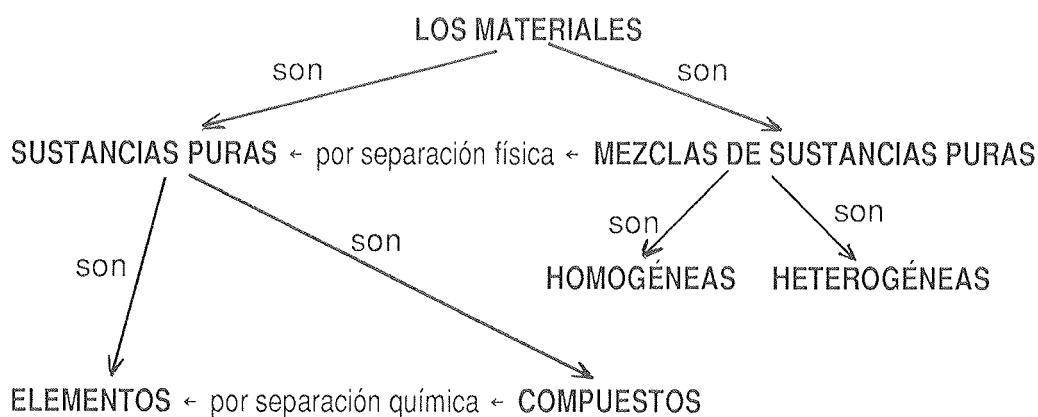 LOS MATERIALES
son son
SUSTANCIAS PURAS ← por separación física ← MEZCLAS DE SUSTANCIAS PURAS
son son
son son
HOMOGÉNEAS HETEROGÉNEAS
ELEMENTOS ← por separación química ← COMPUESTOS